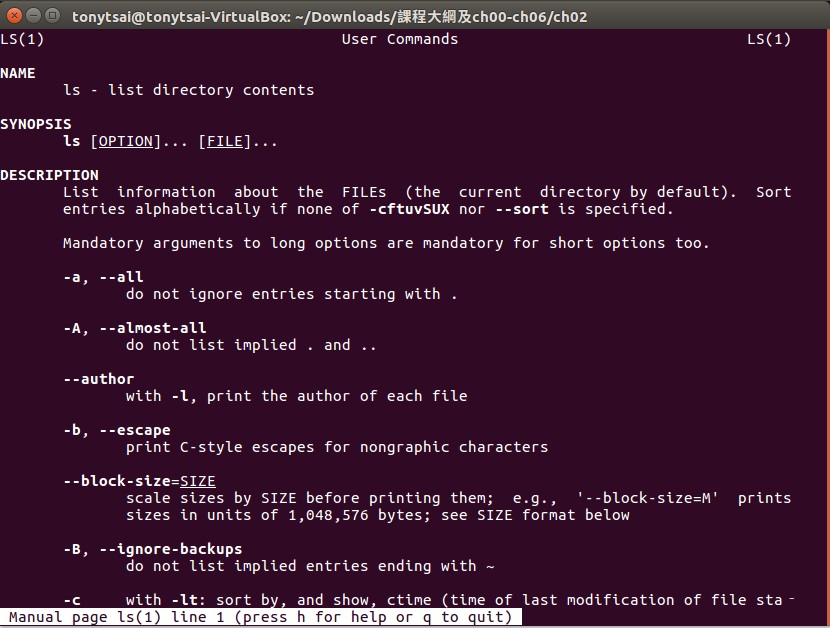 tonytsai@tonytsai-VirtualBox: ~/Downloads/課程大綱及ch00-ch06/ch02
LS(1) User Commands LS(1)
NAME
ls - list directory contents
SYNOPSIS
ls [OPTION]... [FILE]...
DESCRIPTION
List information about the FILEs (the current directory by default). Sort
entries alphabetically if none of -cftuvSUX nor --sort is specified.
Mandatory arguments to long options are mandatory for short options too.
-a, --all
do not ignore entries starting with .
-A, --almost-all
do not list implied . and ..
--author
with -l, print the author of each file
-b, --escape
print C-style escapes for nongraphic characters
--block-size=SIZE
scale sizes by SIZE before printing them; e.g., '--block-size=M' prints
sizes in units of 1,048,576 bytes; see SIZE format below
-B, --ignore-backups
do not list implied entries ending with ~
-c with -lt: sort by, and show, ctime (time of last modification of file sta‐
Manual page ls(1) line 1 (press h for help or q to quit)